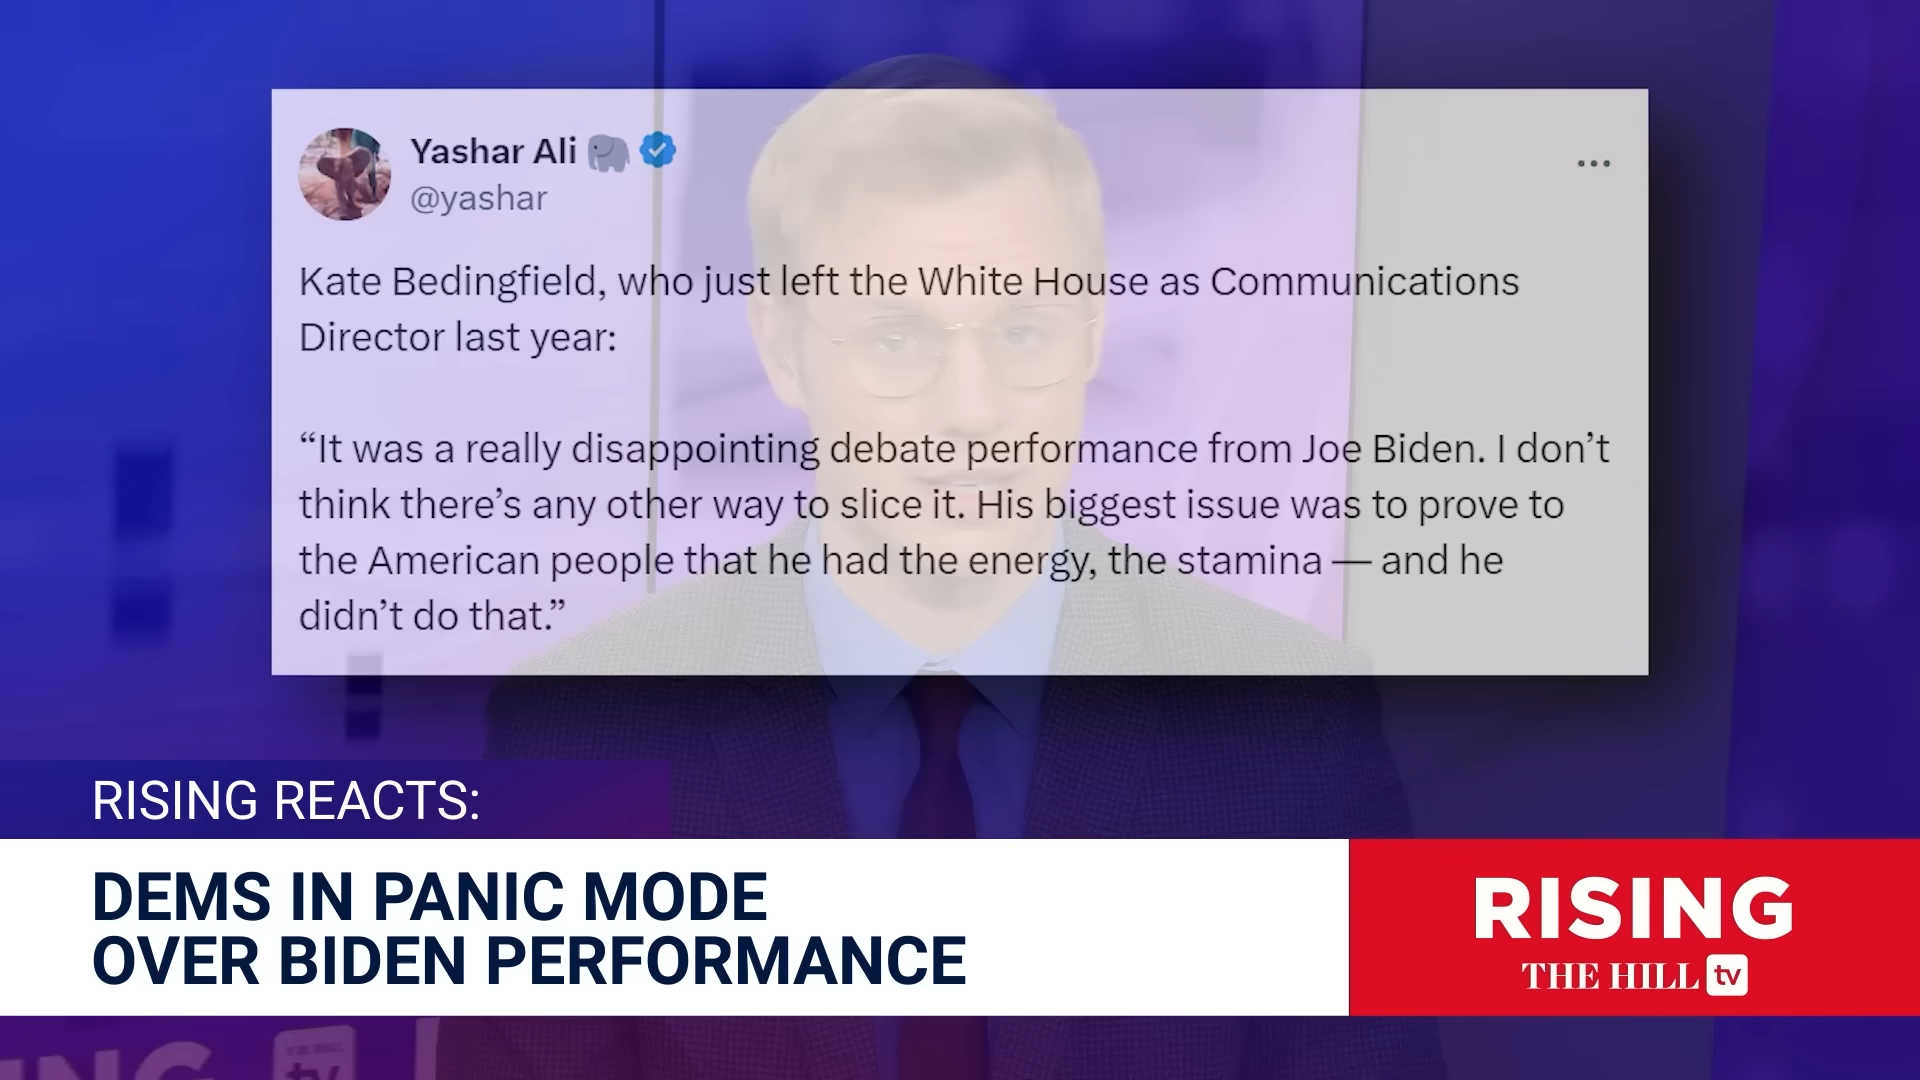 Yashar Ali
@yashar
Kate Bedingfield, who just left the White House as Communications
Director last year:
“It was a really disappointing debate performance from Joe Biden. I don’t
think there’s any other way to slice it. His biggest issue was to prove to
the American people that he had the energy, the stamina — and he
didn’t do that.”
RISING REACTS:
DEMS IN PANIC MODE
OVER BIDEN PERFORMANCE
RISING
THE HILL tv
THE HILL
tv